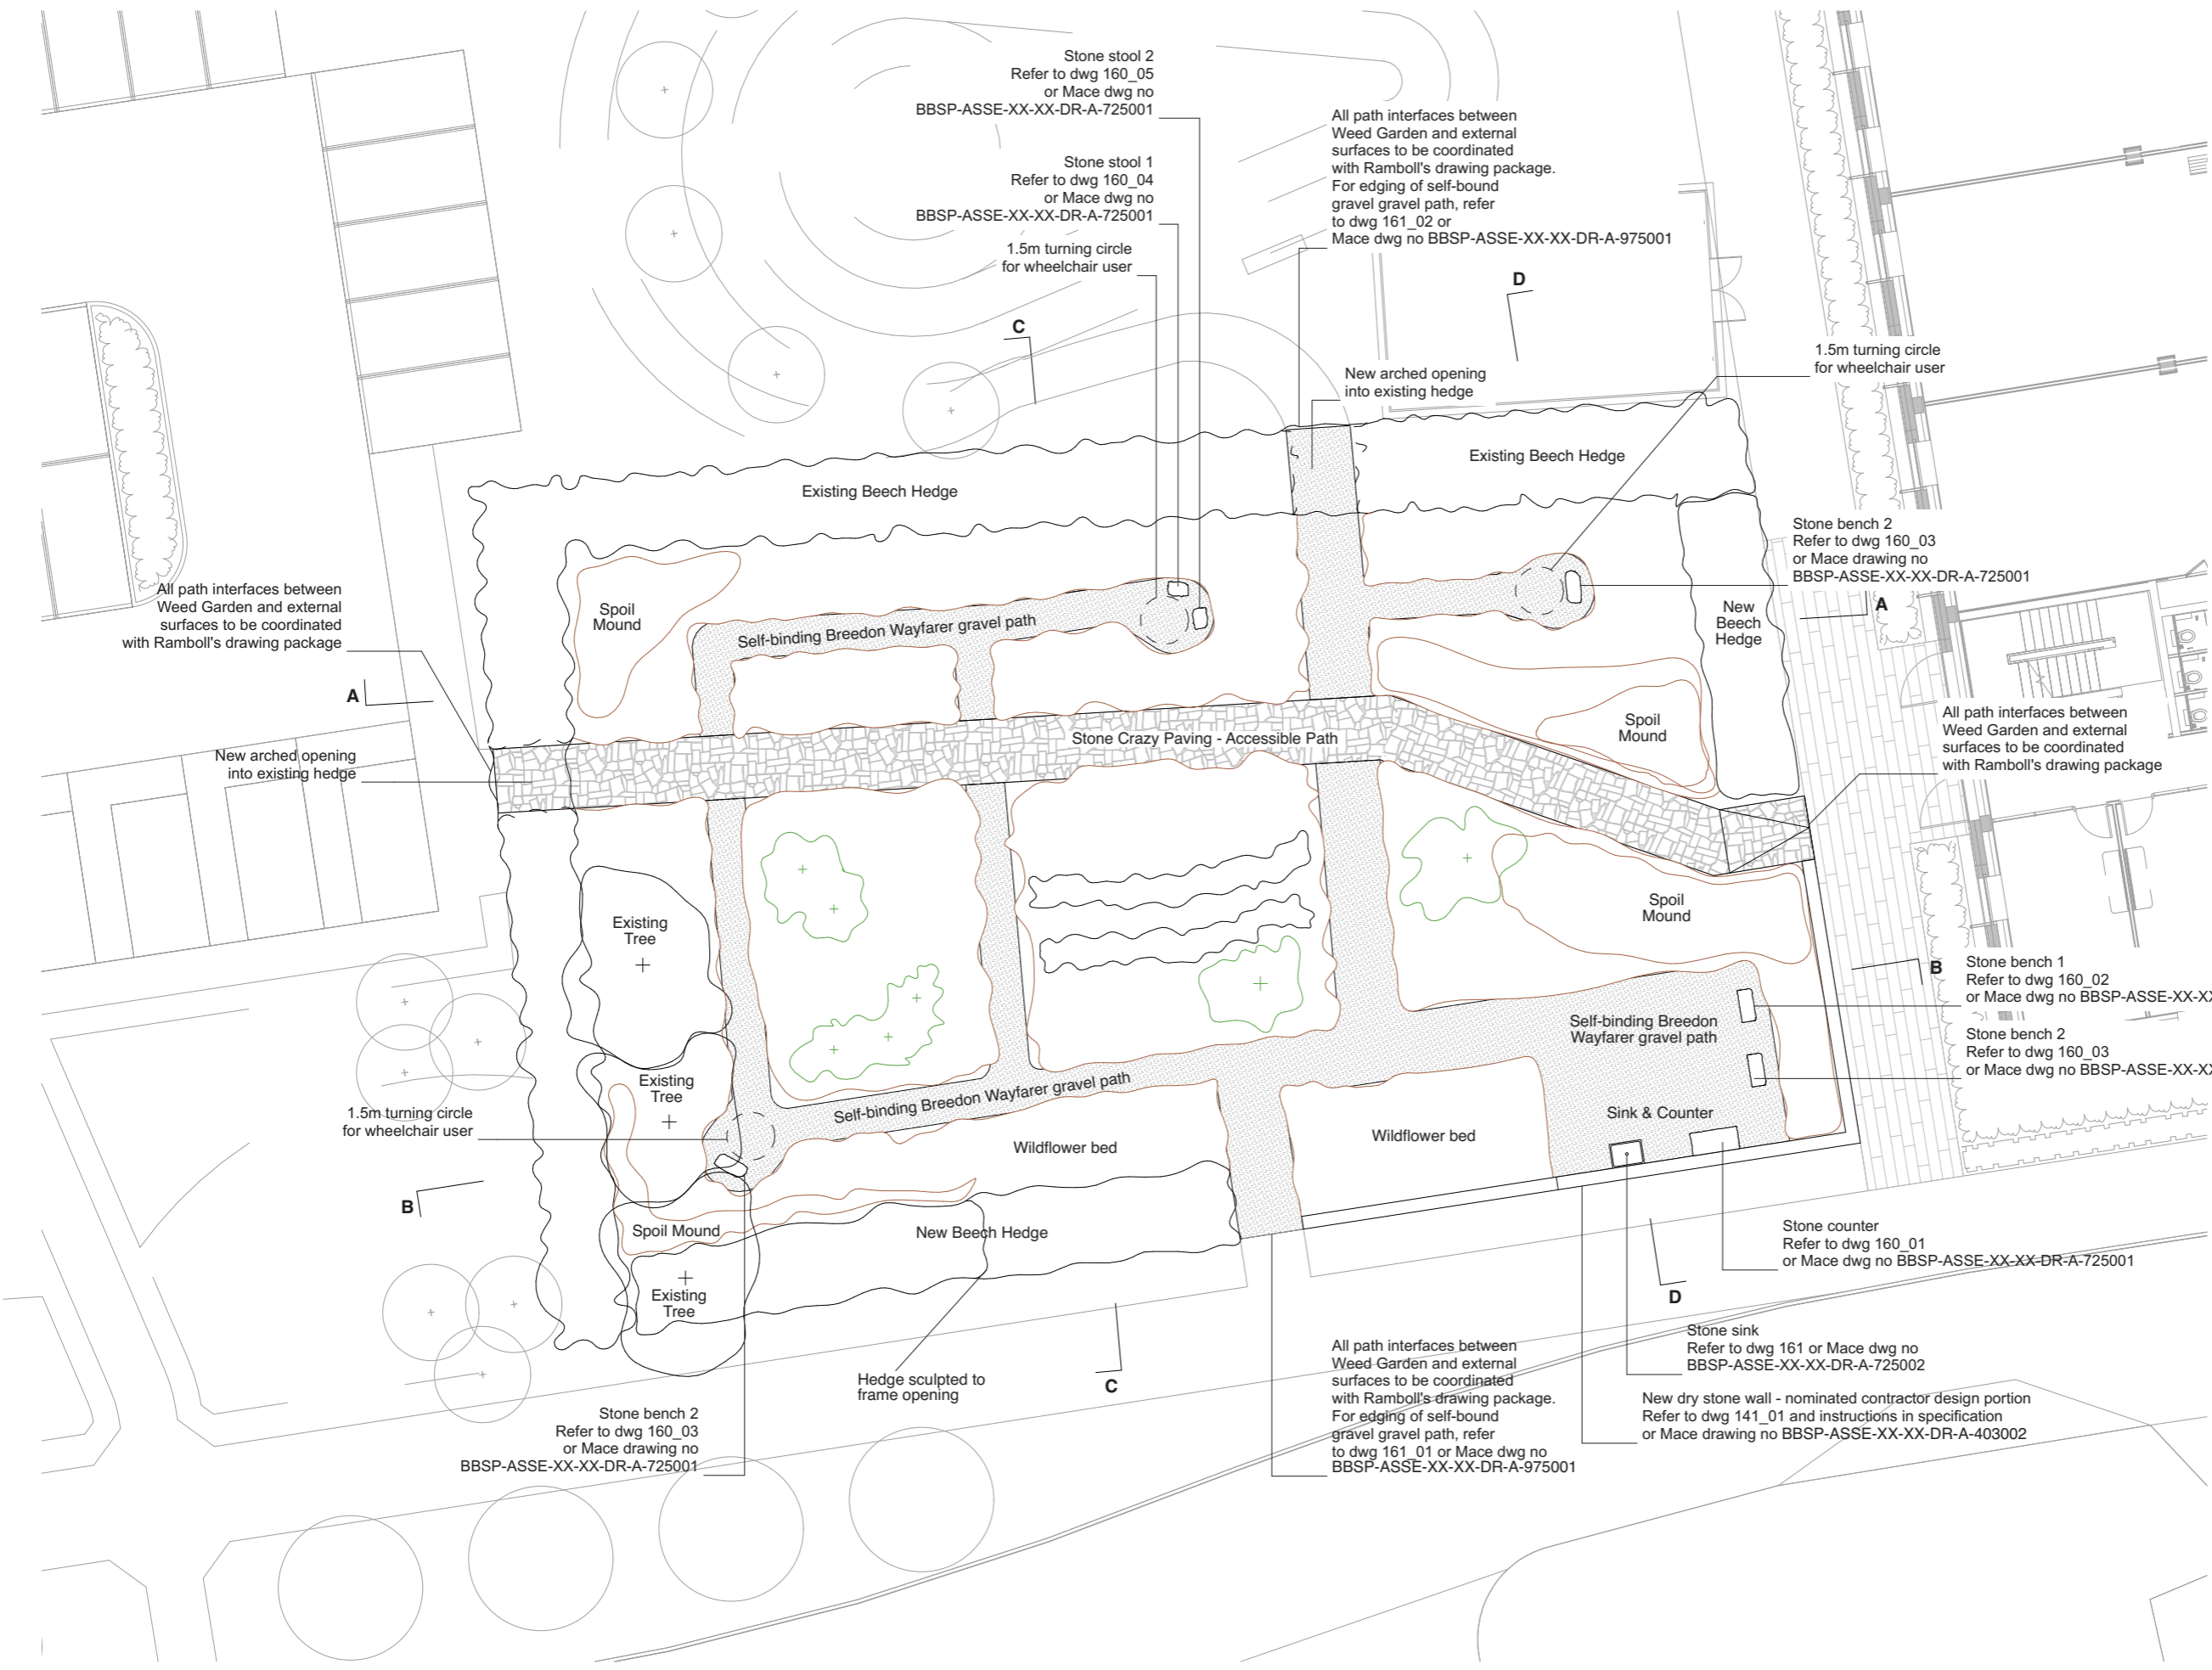 Stone stool 2
Refer to dwg 160_05
or Mace dwg no
BBSP-ASSE-XX-XX-DR-A-725001
Stone stool 1
Refer to dwg 160_04
or Mace dwg no
BBSP-ASSE-XX-XX-DR-A-725001
1.5m turning circle
for wheelchair user
All path interfaces between
Weed Garden and external
surfaces to be coordinated
with Ramboll's drawing package.
For edging of self-bound
gravel gravel path, refer
to dwg 161_02 or
Mace dwg no BBSP-ASSE-XX-XX-DR-A-975001
D
C
1.5m turning circle
for wheelchair user
New arched opening
into existing hedge
Existing Beech Hedge
Existing Beech Hedge
Stone bench 2
Refer to dwg 160_03
or Mace drawing no
BBSP-ASSE-XX-XX-DR-A-725001
A
All path interfaces between
Weed Garden and external
surfaces to be coordinated
with Ramboll's drawing package
A
Spoil
Mound
Self-binding Breedon Wayfarer gravel path
New
Beech
Hedge
New arched opening
into existing hedge
Stone Crazy Paving - Accessible Path
Spoil
Mound
All path interfaces between
Weed Garden and external
surfaces to be coordinated
with Ramboll's drawing package
Existing
Tree
Spoil
Mound
B
Stone bench 1
Refer to dwg 160_02
or Mace dwg no BBSP-ASSE-XX-XX
Self-binding Breedon
Wayfarer gravel path
Stone bench 2
Refer to dwg 160_03
or Mace dwg no BBSP-ASSE-XX-XX
Existing
Tree
Self-binding Breedon Wayfarer gravel path
Sink & Counter
1.5m turning circle
for wheelchair user
Wildflower bed
Wildflower bed
B
Spoil Mound
New Beech Hedge
Stone counter
Refer to dwg 160_01
or Mace dwg no BBSP-ASSE-XX-XX-DR-A-725001
Existing
Tree
D
Hedge sculpted to
frame opening
C
Stone sink
Refer to dwg 161 or Mace dwg no
BBSP-ASSE-XX-XX-DR-A-725002
All path interfaces between
Weed Garden and external
surfaces to be coordinated
with Ramboll's drawing package.
For edging of self-bound
gravel gravel path, refer
to dwg 161_01 or Mace dwg no
BBSP-ASSE-XX-XX-DR-A-975001
New dry stone wall - nominated contractor design portion
Refer to dwg 141_01 and instructions in specification
or Mace drawing no BBSP-ASSE-XX-XX-DR-A-403002
Stone bench 2
Refer to dwg 160_03
or Mace drawing no
BBSP-ASSE-XX-XX-DR-A-725001